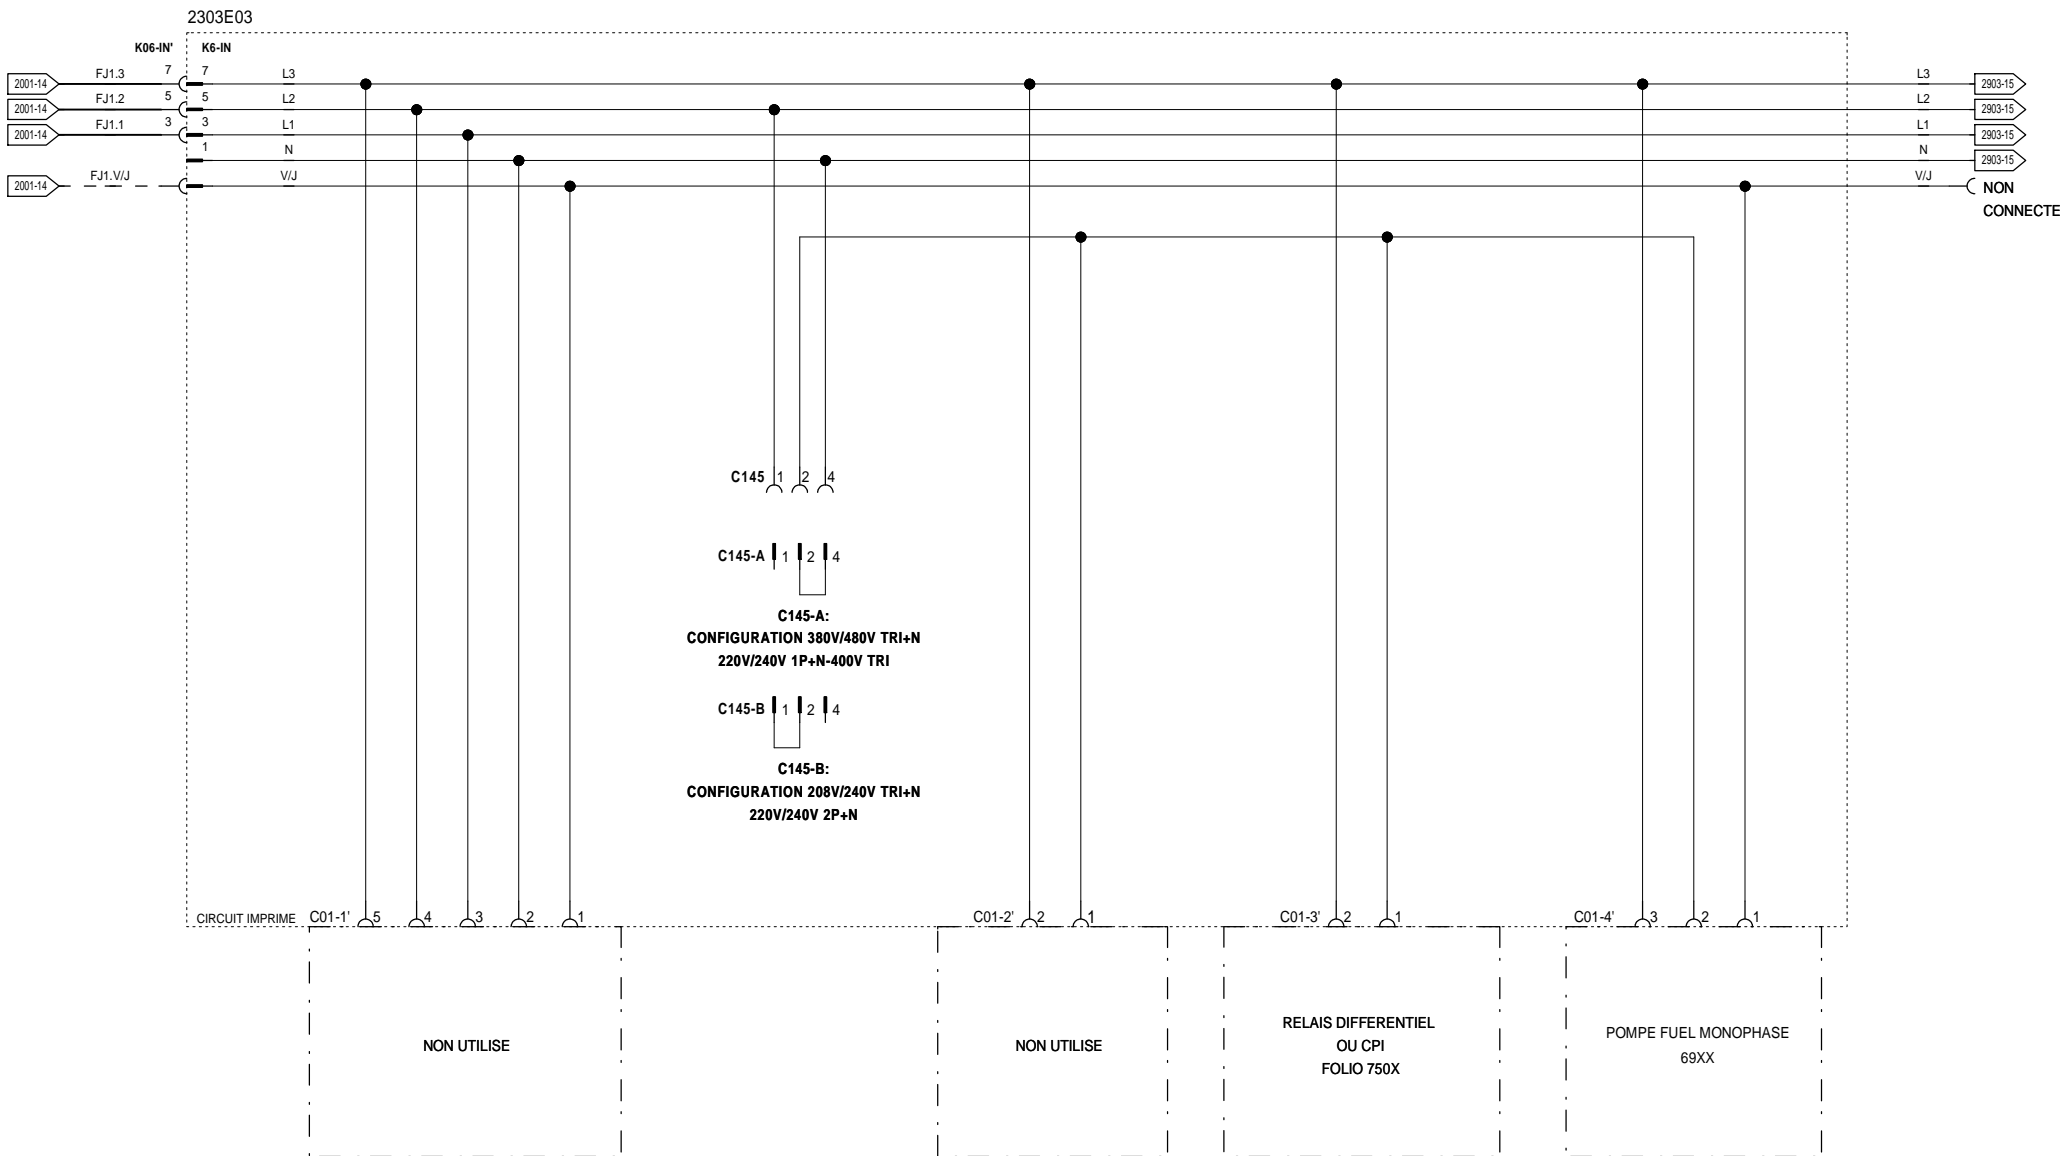 2303E03
K06-IN' K6-IN
2001-14 FJ1.3 7 7 L3 L3 2903-15
2001-14 FJ1.2 5 5 L2 L2 2903-15
2001-14 FJ1.1 3 3 L1 L1 2903-15
1 N N 2903-15
2001-14 FJ1.V/J V/J V/J NON
CONNECTE
C145 1 2 4
C145-A 1 2 4
C145-A:
CONFIGURATION 380V/480V TRI+N
220V/240V 1P+N-400V TRI
C145-B 1 2 4
C145-B:
CONFIGURATION 208V/240V TRI+N
220V/240V 2P+N
CIRCUIT IMPRIME C01-1' 5 4 3 2 1 C01-2' 2 1 C01-3' 2 1 C01-4' 3 2 1
NON UTILISE
NON UTILISE
RELAIS DIFFERENTIEL
OU CPI
FOLIO 750X
POMPE FUEL MONOPHASE
69XX